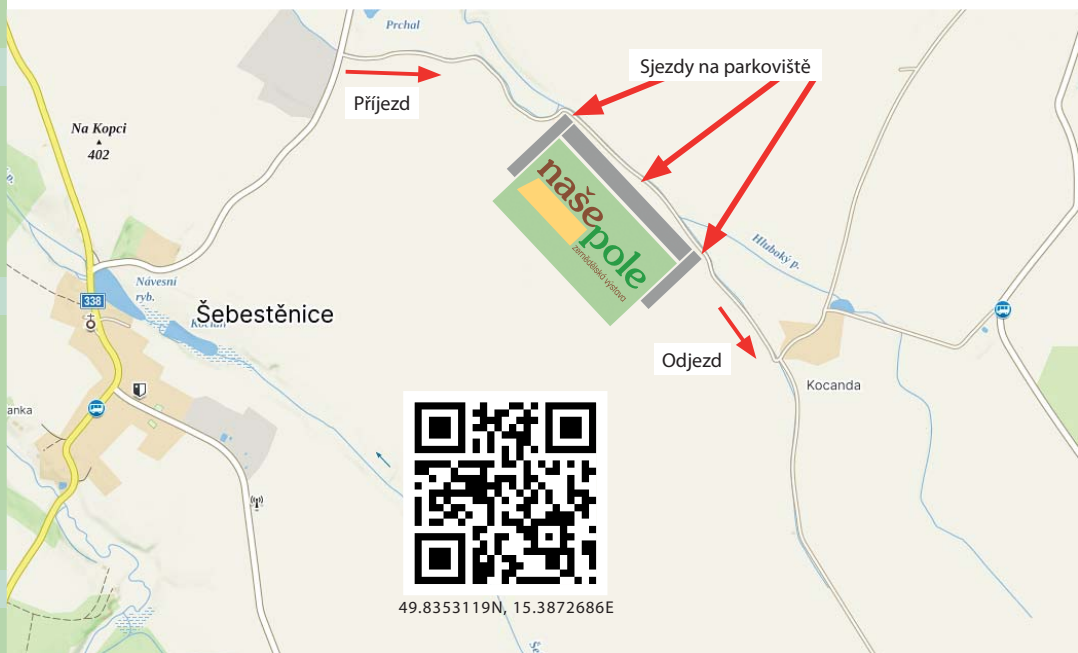 Prchal
Sjezdy na parkoviště
Příjezd
Na Kopci
402
naše
pole
zemědělská výstava
Hluboký p.
Návesní
ryb.
338
Šebestěnice
Odjezd
Kocanda
anka
49.8353119N, 15.3872686E